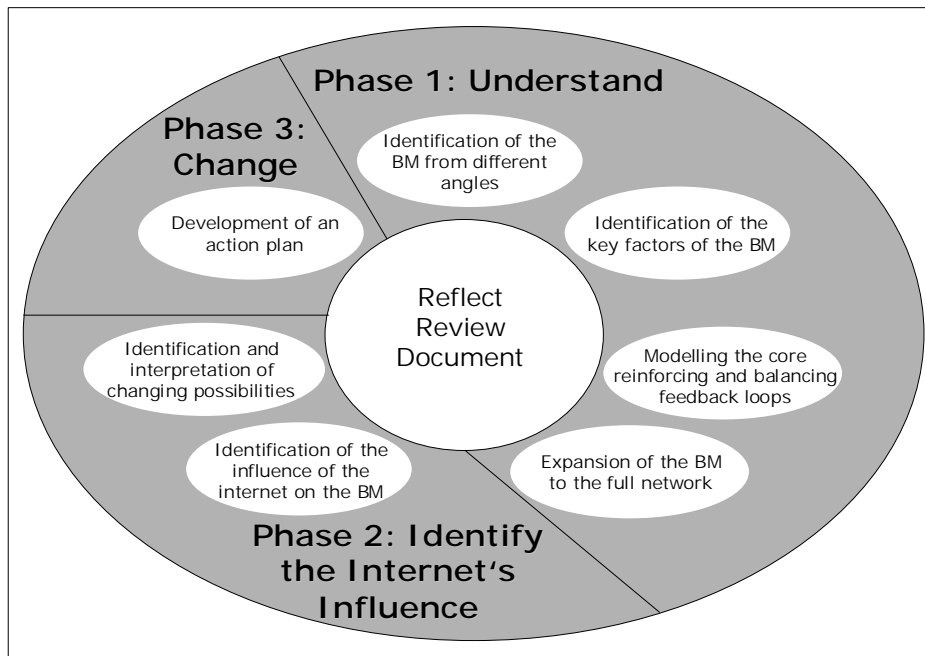 Phase 1: Understand
Identification of the
BM from different
angles
Identification of the
key factors of the BM
Modelling the core
reinforcing and balancing
feedback loops
Expansion of the BM
to the full network
Phase 2: Identify
the Internet‘s
Influence
Identification of the
influence of the
internet on the BM
Identification and
interpretation of
changing possibilities
Phase 3:
Change
Development of an
action plan
Reflect
Review
Document